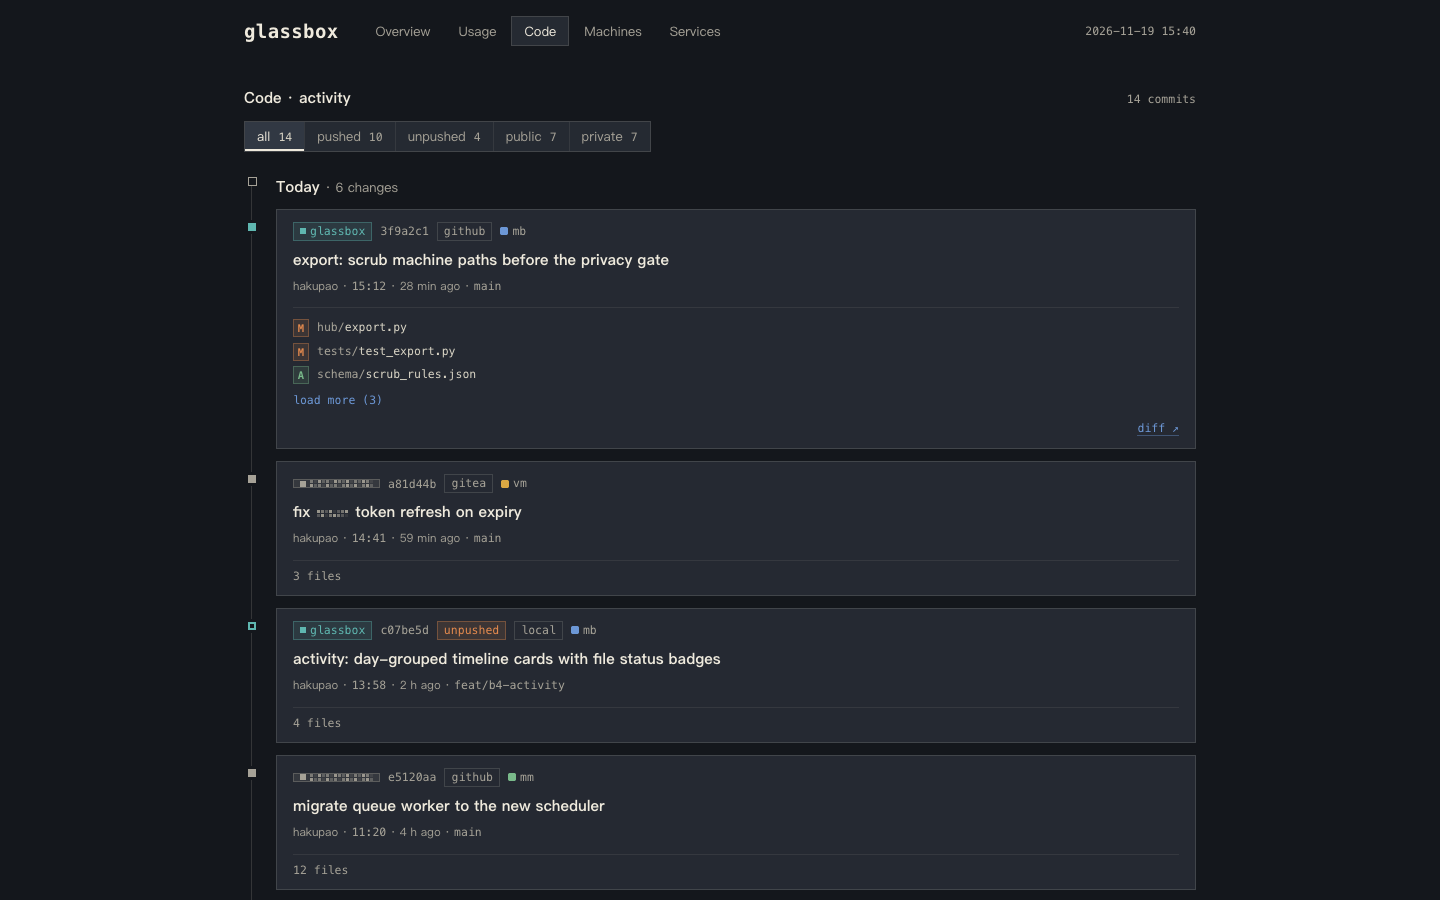 glassbox Overview Usage Code Machines Services 2026-11-19 15:40
Code · activity 14 commits
all 14 pushed 10 unpushed 4 public 7 private 7
Today · 6 changes
glassbox 3f9a2c1 github mb
export: scrub machine paths before the privacy gate
hakupao · 15:12 · 28 min ago · main
M hub/export.py
M tests/test_export.py
A schema/scrub_rules.json
load more (3)
diff ↗
a81d44b gitea vm
fix token refresh on expiry
hakupao · 14:41 · 59 min ago · main
3 files
glassbox c07be5d unpushed local mb
activity: day-grouped timeline cards with file status badges
hakupao · 13:58 · 2 h ago · feat/b4-activity
4 files
e5120aa github mm
migrate queue worker to the new scheduler
hakupao · 11:20 · 4 h ago · main
12 files